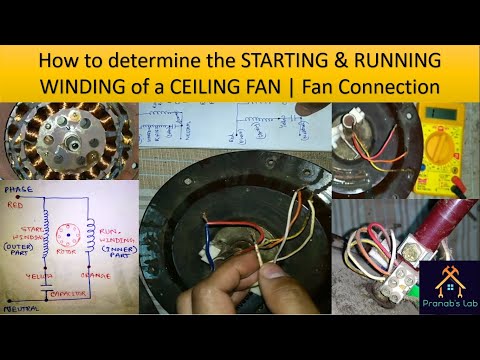 How to determine the STARTING & RUNNING
WINDING of a CEILING FAN | Fan Connection
PHASE
RED
START.
WINDING
(OUTER)
PART
ROTOR
RUN.
WINDING
(INNER)
PART
YELLOW
ORANGE
CAPACITOR
NEUTRAL
Pranab's Lab